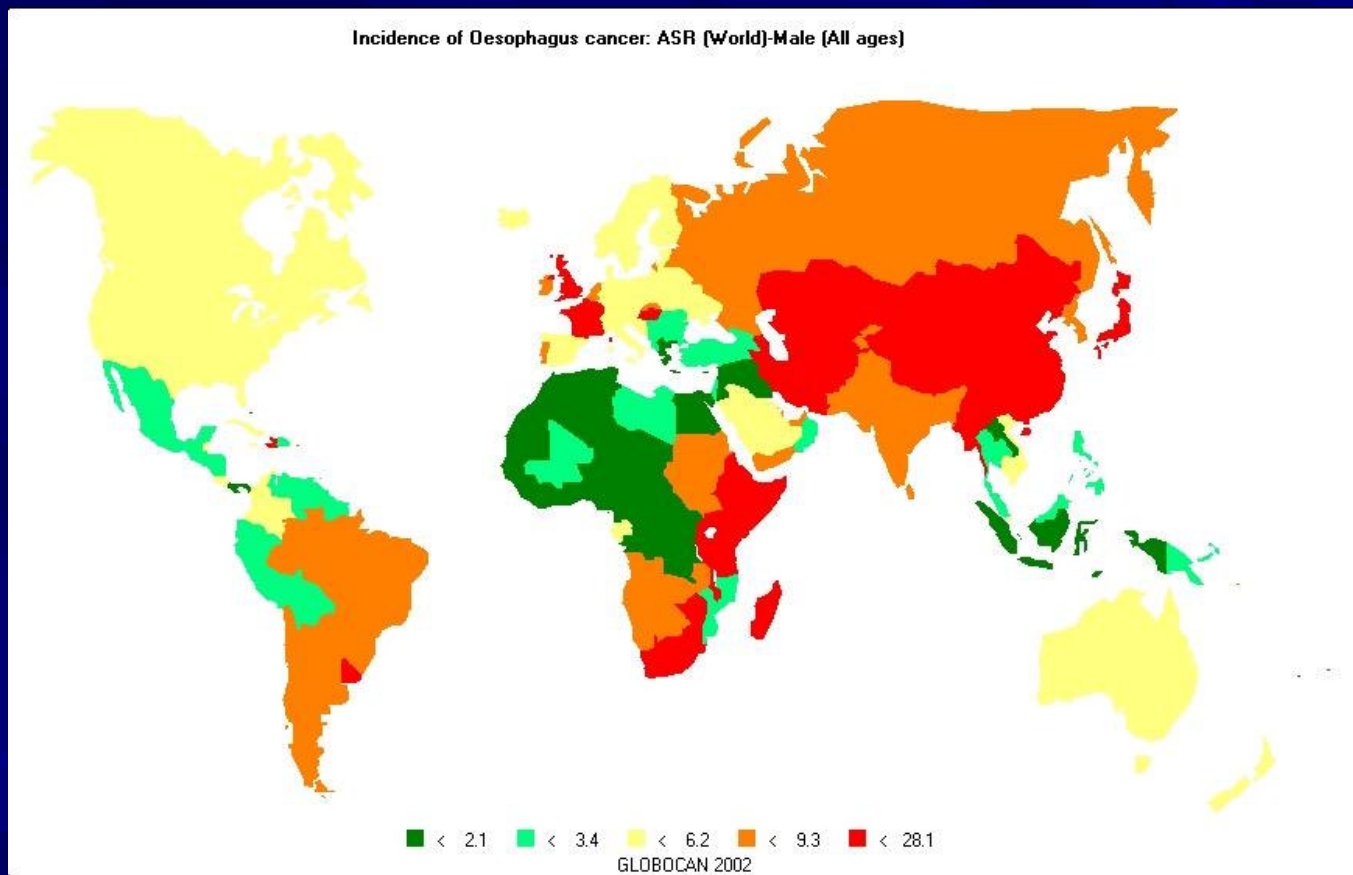 Incidence of Oesophagus cancer: ASR (World)-Male (All ages)
< 2.1 < 3.4 < 6.2 < 9.3 < 28.1
GLOBOCAN 2002